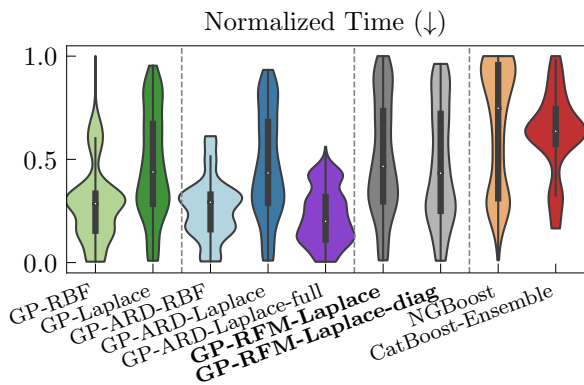 Normalized Time (↓)
1.0
0.5
0.0
GP-RBF
GP-Laplace
GP-ARD-RBF
GP-ARD-Laplace
GP-ARD-Laplace-full
GP-RFM-Laplace
GP-RFM-Laplace-diag
NGBoost
CatBoost-Ensemble